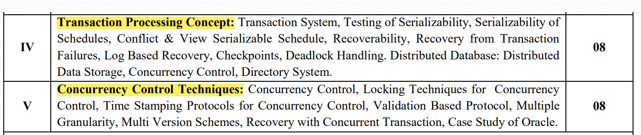 Transaction Processing Concept: Transaction System, Testing of Serializability, Serializability of
Schedules, Conflict & View Serializable Schedule, Recoverability, Recovery from Transaction
IV
Failures, Log Based Recovery, Checkpoints, Deadlock Handling. Distributed Database: Distributed
08
Data Storage, Concurrency Control, Directory System.
Concurrency Control Techniques: Concurrency Control, Locking Techniques for Concurrency
V
Control, Time Stamping Protocols for Concurrency Control, Validation Based Protocol, Multiple
08
Granularity, Multi Version Schemes, Recovery with Concurrent Transaction, Case Study of Oracle.